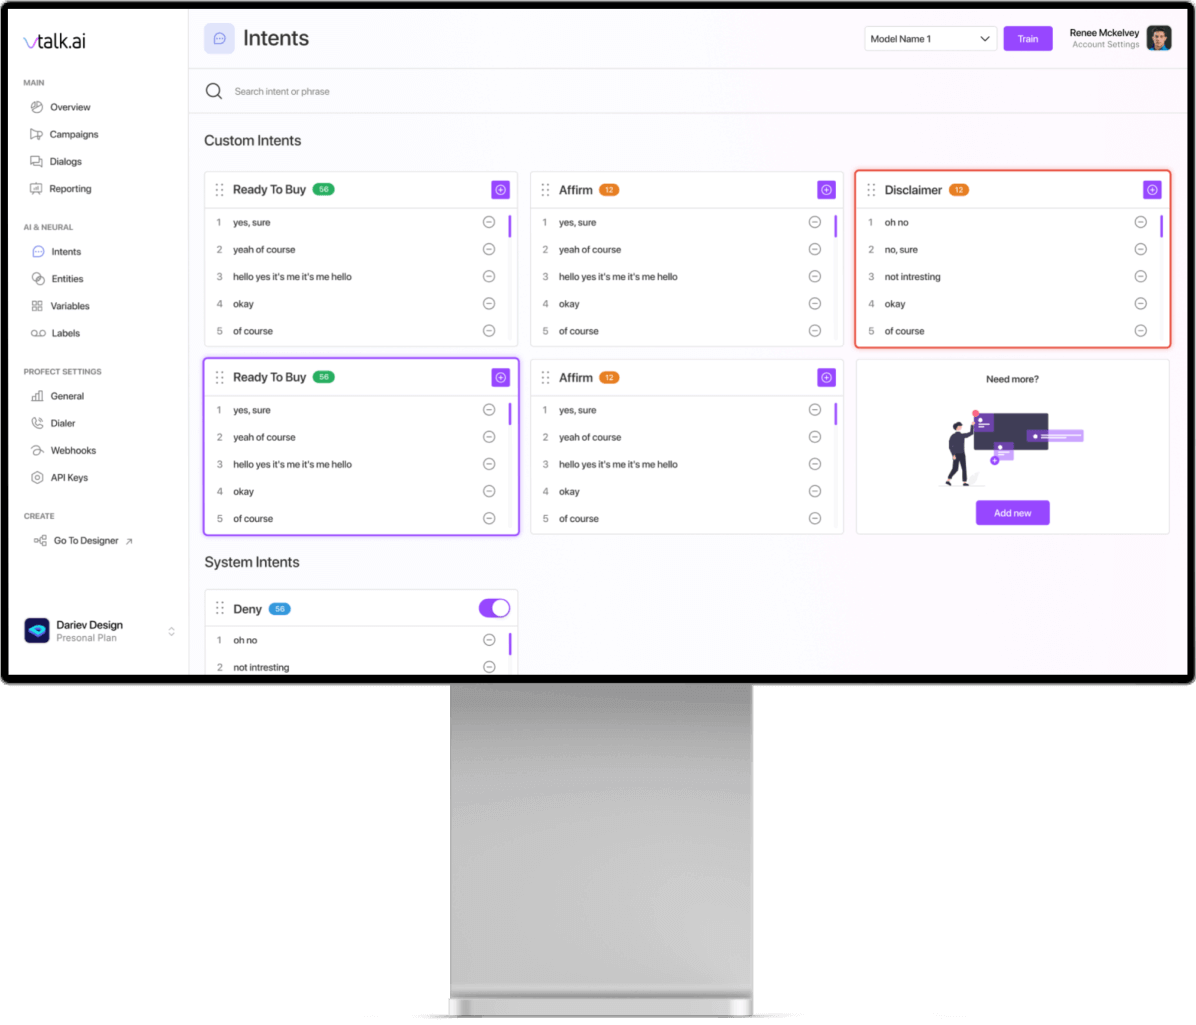 vtalk.ai
MAIN
Overview
Campaigns
Dialogs
Reporting
AI & NEURAL
Intents
Entities
Variables
Labels
PROFECT SETTINGS
General
Dialer
Webhooks
API Keys
CREATE
Go To Designer
Dariev Design
Presonal Plan
Intents
Model Name 1
Train
Renee Mckelvey
Account Settings
Search intent or phrase
Custom Intents
Ready To Buy 56
1 yes, sure
2 yeah of course
3 hello yes it's me it's me hello
4 okay
5 of course
Affirm 12
1 yes, sure
2 yeah of course
3 hello yes it's me it's me hello
4 okay
5 of course
Disclaimer 12
1 oh no
2 no, sure
3 not intresting
4 okay
5 of course
Ready To Buy 56
1 yes, sure
2 yeah of course
3 hello yes it's me it's me hello
4 okay
5 of course
Affirm 12
1 yes, sure
2 yeah of course
3 hello yes it's me it's me hello
4 okay
5 of course
Need more?
Add new
System Intents
Deny 56
1 oh no
2 not intresting